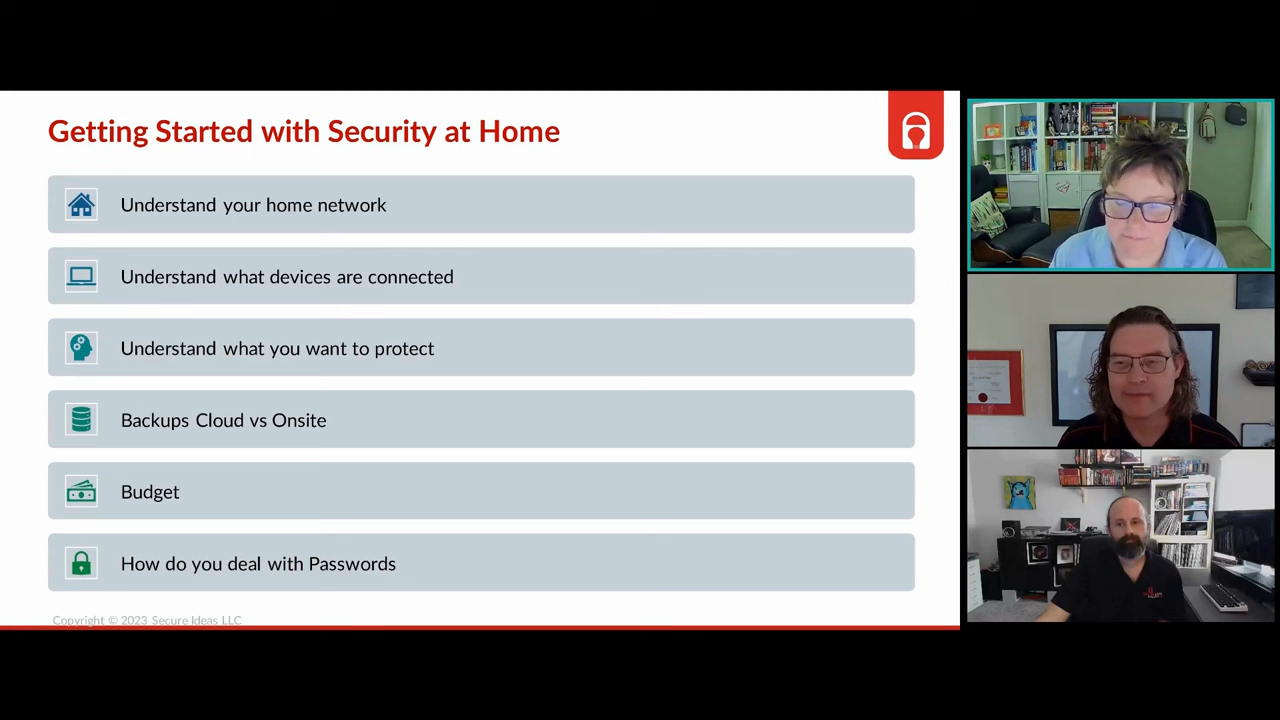 Getting Started with Security at Home
Understand your home network
Understand what devices are connected
Understand what you want to protect
Backups Cloud vs Onsite
Budget
How do you deal with Passwords
Copyright © 2023 Secure Ideas LLC